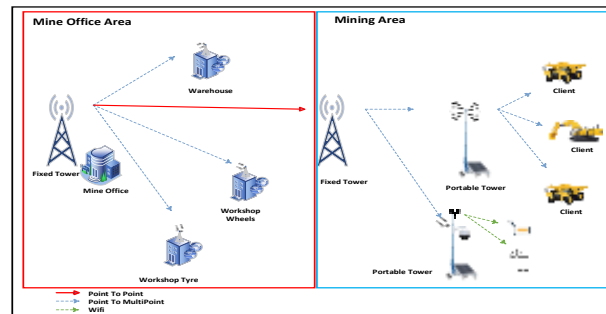 Mine Office Area
Mining Area
Warehouse
Client
Fixed Tower
Mine Office
Fixed Tower
Portable Tower
Client
Workshop
Wheels
Client
Workshop Tyre
Portable Tower
Point To Point
Point To MultiPoint
Wifi